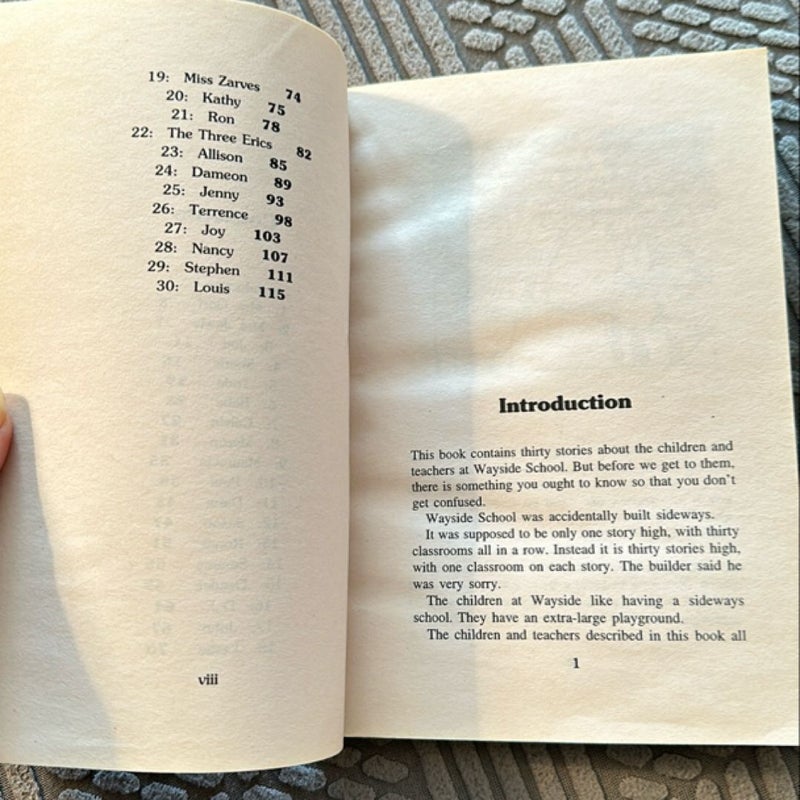 19: Miss Zarves 74
20: Kathy 75
21: Ron 78
22: The Three Erics 82
23: Allison 85
24: Dameon 89
25: Jenny 93
26: Terrence 98
27: Joy 103
28: Nancy 107
29: Stephen 111
30: Louis 115
viii
Introduction
This book contains thirty stories about the children and
teachers at Wayside School. But before we get to them,
there is something you ought to know so that you don't
get confused.
Wayside School was accidentally built sideways.
It was supposed to be only one story high, with thirty
classrooms all in a row. Instead it is thirty stories high,
with one classroom on each story. The builder said he
was very sorry.
The children at Wayside like having a sideways
school. They have an extra-large playground.
The children and teachers described in this book all
1